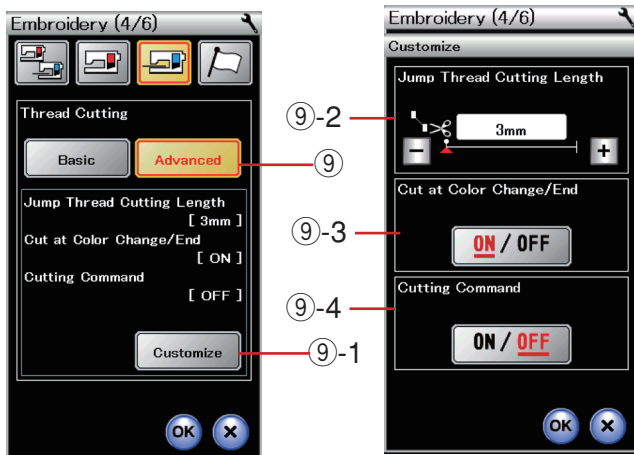 Embroidery (4/6)
Thread Cutting
Basic
Advanced
Jump Thread Cutting Length
[ 3mm ]
Cut at Color Change/End
[ ON ]
Cutting Command
[ OFF ]
Customize
OK
×
⑨
⑨-1
Embroidery (4/6)
Customize
Jump Thread Cutting Length
⑨-2
3mm
− +
Cut at Color Change/End
⑨-3
ON / OFF
Cutting Command
⑨-4
ON / OFF
OK
×